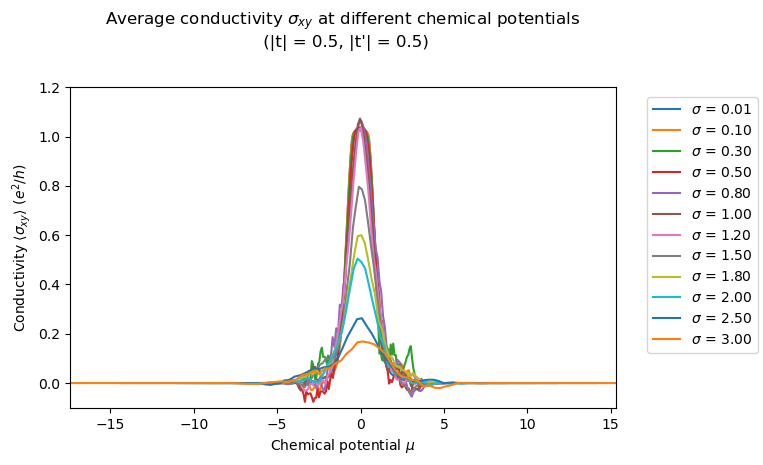 Average conductivity σxy at different chemical potentials
(|t| = 0.5, |t'| = 0.5)
1.2
1.0
0.8
0.6
0.4
0.2
0.0
Conductivity ⟨σxy⟩ (e²/h)
−15
−10
−5
0
5
10
15
Chemical potential μ
σ = 0.01
σ = 0.10
σ = 0.30
σ = 0.50
σ = 0.80
σ = 1.00
σ = 1.20
σ = 1.50
σ = 1.80
σ = 2.00
σ = 2.50
σ = 3.00